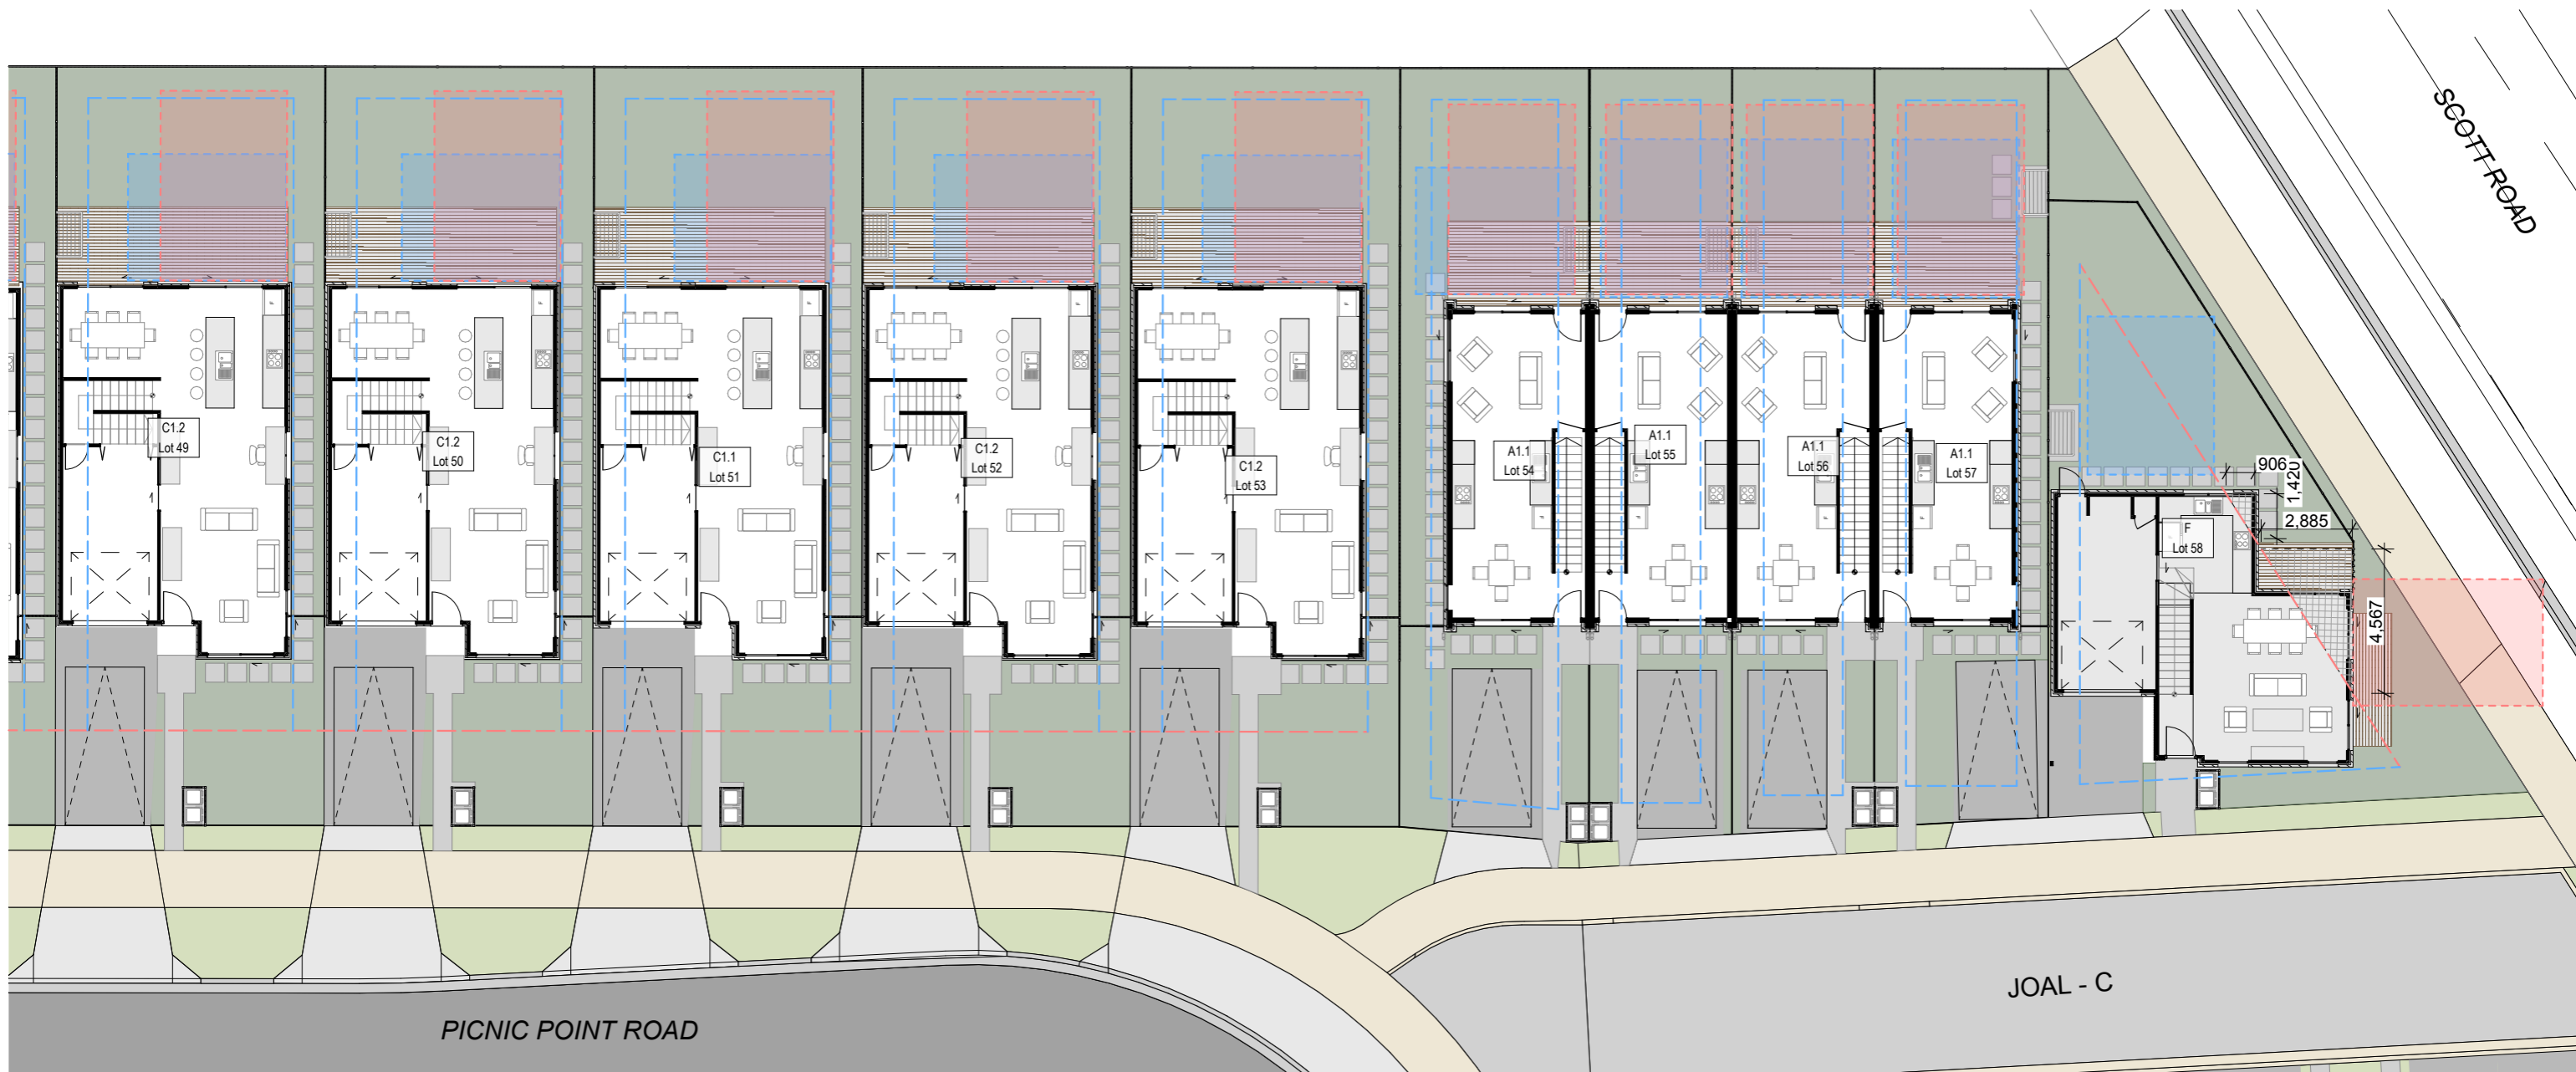 SCOTT ROAD
C1.2
Lot 49
C1.2
Lot 50
C1.1
Lot 51
C1.2
Lot 52
C1.2
Lot 53
A1.1
Lot 54
A1.1
Lot 55
A1.1
Lot 56
A1.1
Lot 57
F
Lot 58
906
1,420
2,885
4,567
JOAL - C
PICNIC POINT ROAD